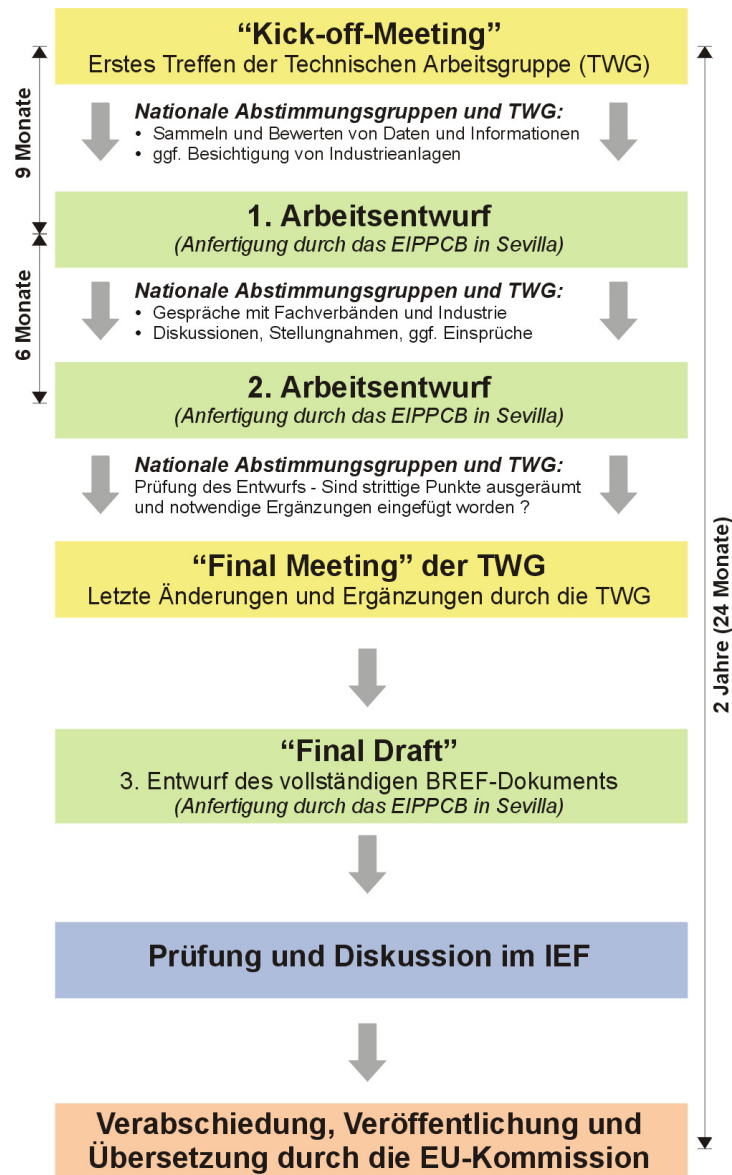 “Kick-off-Meeting”
Erstes Treffen der Technischen Arbeitsgruppe (TWG)
9 Monate
Nationale Abstimmungsgruppen und TWG:
• Sammeln und Bewerten von Daten und Informationen
• ggf. Besichtigung von Industrieanlagen
1. Arbeitsentwurf
(Anfertigung durch das EIPPCB in Sevilla)
6 Monate
Nationale Abstimmungsgruppen und TWG:
• Gespräche mit Fachverbänden und Industrie
• Diskussionen, Stellungnahmen, ggf. Einsprüche
2. Arbeitsentwurf
(Anfertigung durch das EIPPCB in Sevilla)
Nationale Abstimmungsgruppen und TWG:
Prüfung des Entwurfs - Sind strittige Punkte ausgeräumt
und notwendige Ergänzungen eingefügt worden ?
“Final Meeting” der TWG
Letzte Änderungen und Ergänzungen durch die TWG
2 Jahre (24 Monate)
“Final Draft”
3. Entwurf des vollständigen BREF-Dokuments
(Anfertigung durch das EIPPCB in Sevilla)
Prüfung und Diskussion im IEF
Verabschiedung, Veröffentlichung und
Übersetzung durch die EU-Kommission